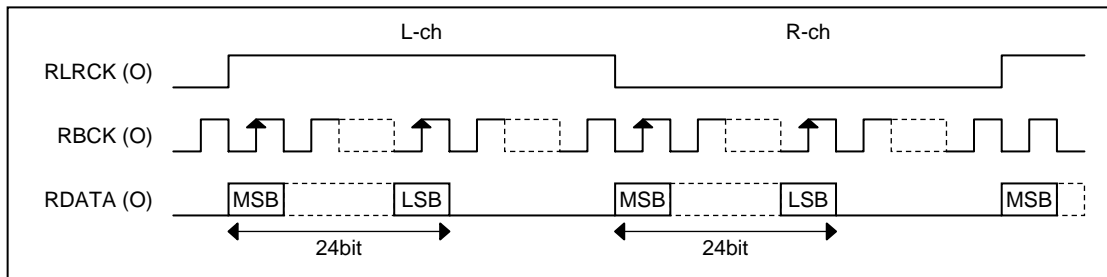 L-ch R-ch
RLRCK (O)
RBCK (O)
RDATA (O) MSB LSB MSB LSB MSB
24bit 24bit